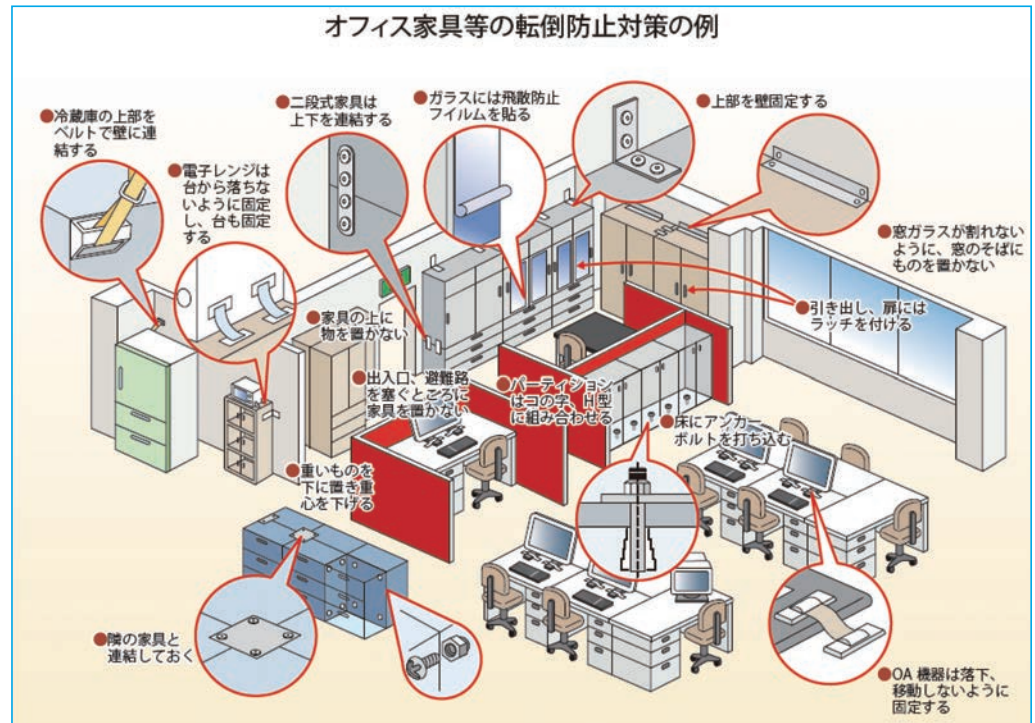 オフィス家具等の転倒防止対策の例
●冷蔵庫の上部を
ベルトで壁に連
結する
●電子レンジは
台から落ちな
いように固定
し、台も固定
する
●二段式家具は
上下を連結する
●ガラスには飛散防止
フイルムを貼る
●上部を壁固定する
●窓ガラスが割れない
ように、窓のそばに
ものを置かない
●引き出し、扉には
ラッチを付ける
●家具の上に
物を置かない
●出入口、避難路
を塞ぐところに
家具を置かない
●パーティション
はコの字、H型
に組み合わせる
●床にアンカー
ボルトを打ち込む
●重いものを
下に置き重
心を下げる
●隣の家具と
連結しておく
●OA 機器は落下、
移動しないように
固定する